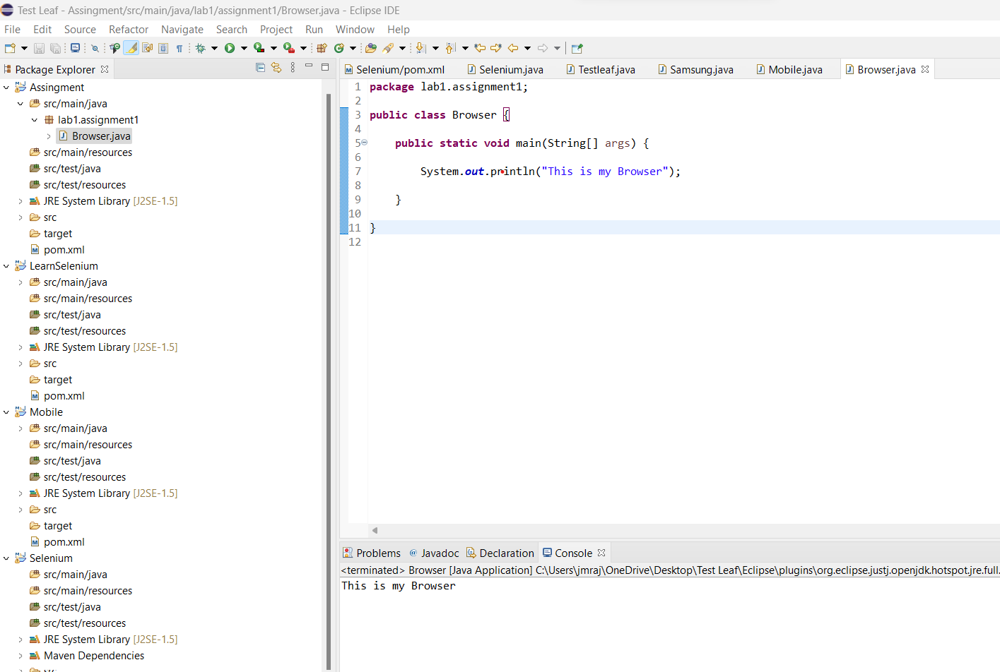 Test Leaf - Assingment/src/main/java/lab1/assignment1/Browser.java - Eclipse IDE
File Edit Source Refactor Navigate Search Project Run Window Help
Package Explorer
Assingment
src/main/java
lab1.assignment1
Browser.java
src/main/resources
src/test/java
src/test/resources
JRE System Library [J2SE-1.5]
src
target
pom.xml
LearnSelenium
src/main/java
src/main/resources
src/test/java
src/test/resources
JRE System Library [J2SE-1.5]
src
target
pom.xml
Mobile
src/main/java
src/main/resources
src/test/java
src/test/resources
JRE System Library [J2SE-1.5]
src
target
pom.xml
Selenium
src/main/java
src/main/resources
src/test/java
src/test/resources
JRE System Library [J2SE-1.5]
Maven Dependencies
src
Selenium/pom.xml Selenium.java Testleaf.java Samsung.java Mobile.java Browser.java
1 package lab1.assignment1;
2
3 public class Browser {
4
5 public static void main(String[] args) {
6
7 System.out.println("This is my Browser");
8
9 }
10
11 }
12
Problems @ Javadoc Declaration Console
<terminated> Browser [Java Application] C:\Users\jmraj\OneDrive\Desktop\Test Leaf\Eclipse\plugins\org.eclipse.justj.openjdk.hotspot.jre.full.
This is my Browser